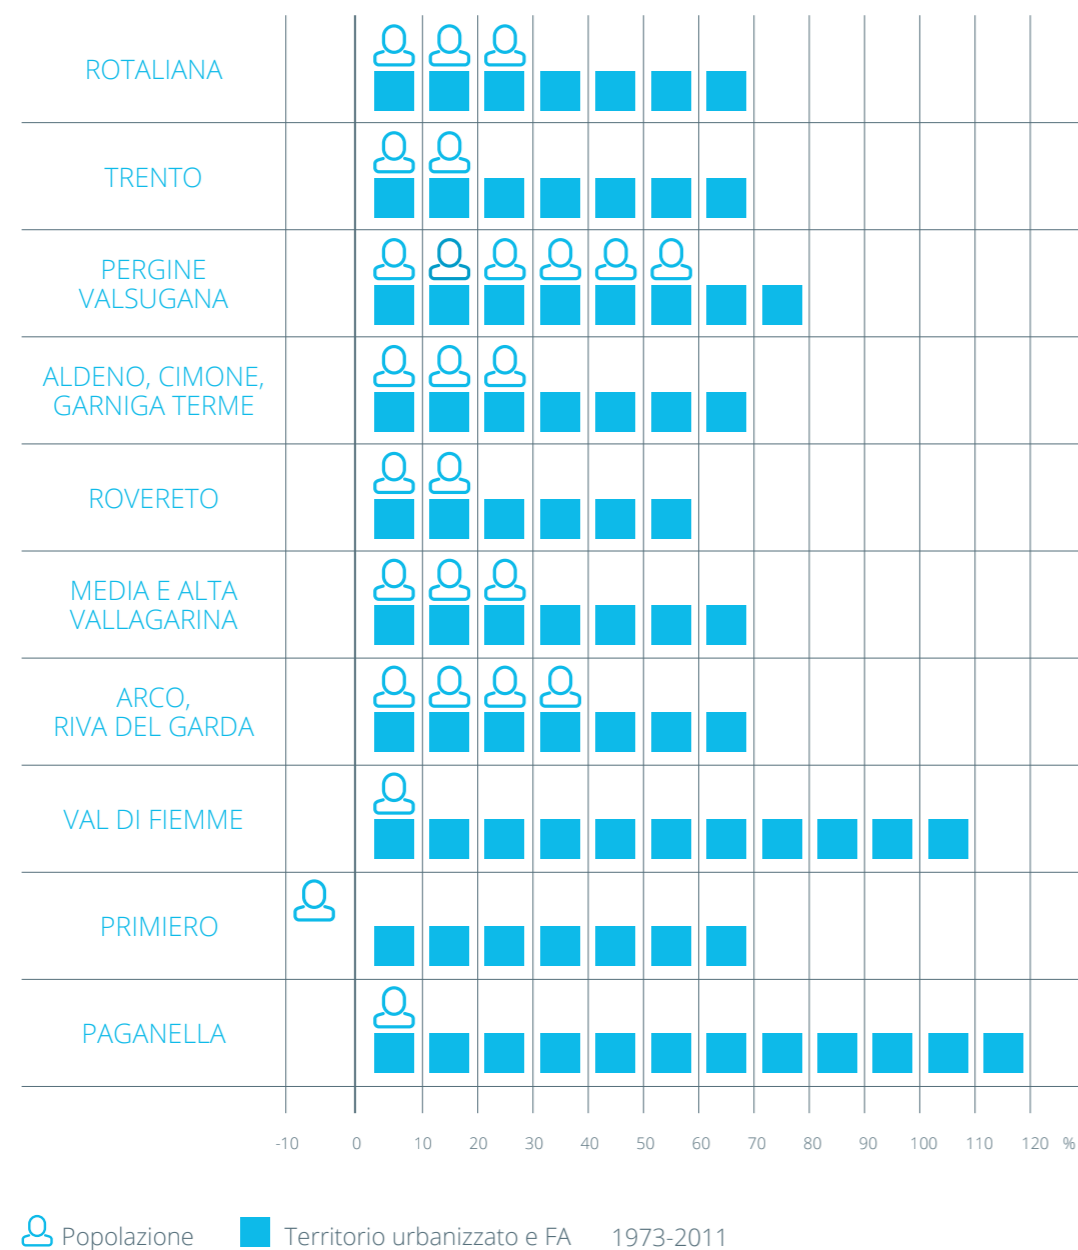 ROTALIANA
TRENTO
PERGINE
VALSUGANA
ALDENO, CIMONE,
GARNIGA TERME
ROVERETO
MEDIA E ALTA
VALLAGARINA
ARCO,
RIVA DEL GARDA
VAL DI FIEMME
PRIMIERO
PAGANELLA
-10 0 10 20 30 40 50 60 70 80 90 100 110 120 %
Popolazione Territorio urbanizzato e FA 1973-2011